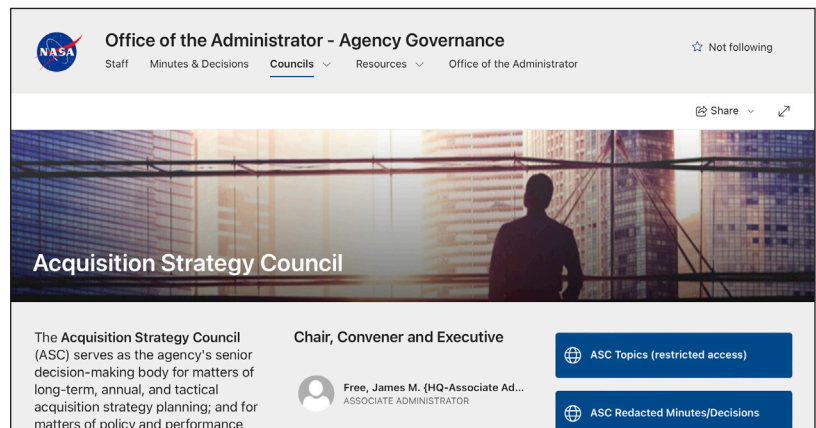 NASA
Office of the Administrator - Agency Governance
Not following
Staff Minutes & Decisions Councils Resources Office of the Administrator
Share
Acquisition Strategy Council
The Acquisition Strategy Council
(ASC) serves as the agency's senior
decision-making body for matters of
long-term, annual, and tactical
acquisition strategy planning; and for
matters of policy and performance
Chair, Convener and Executive
Free, James M. {HQ-Associate Ad...
ASSOCIATE ADMINISTRATOR
ASC Topics (restricted access)
ASC Redacted Minutes/Decisions